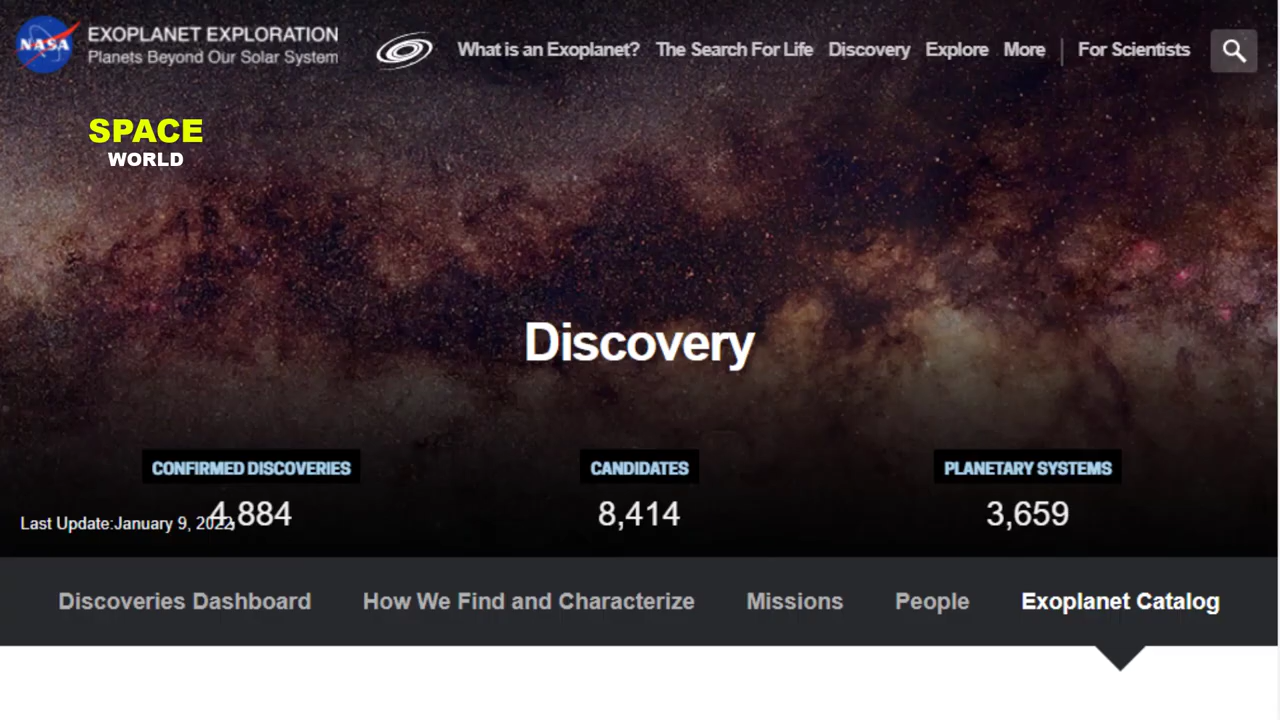 NASA
EXOPLANET EXPLORATION
Planets Beyond Our Solar System
What is an Exoplanet? The Search For Life Discovery Explore More | For Scientists
SPACE
WORLD
Discovery
CONFIRMED DISCOVERIES CANDIDATES PLANETARY SYSTEMS
4,884 8,414 3,659
Last Update:January 9, 2022
Discoveries Dashboard How We Find and Characterize Missions People Exoplanet Catalog